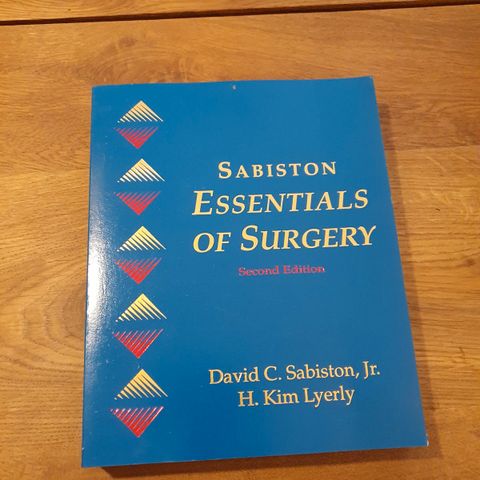 SABISTON
ESSENTIALS
OF SURGERY
Second Edition
David C. Sabiston, Jr.
H. Kim Lyerly